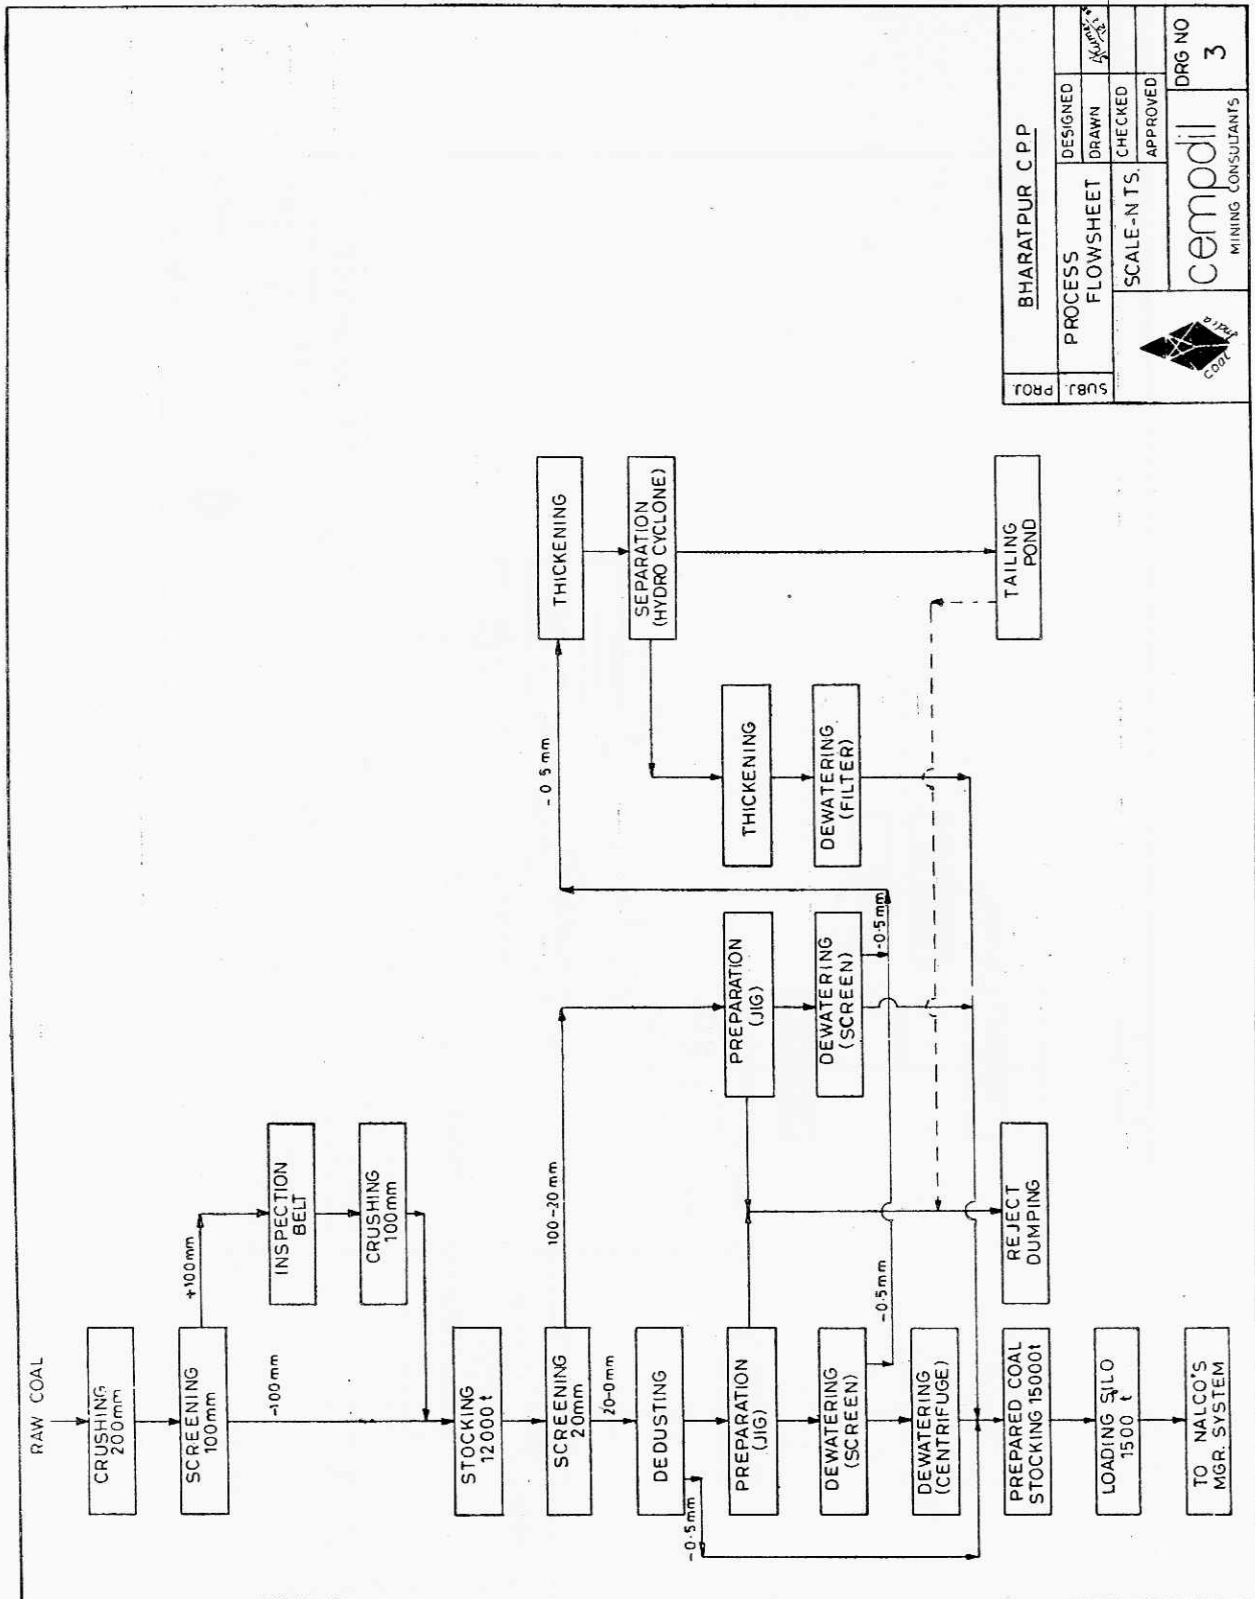 RAW COAL
CRUSHING
200mm
SCREENING
100mm
+100mm
-100mm
INSPECTION
BELT
CRUSHING
100mm
STOCKING
12000 t
SCREENING
20mm
100-20 mm
20-0mm
DEDUSTING
-0.5mm
PREPARATION
(JIG)
PREPARATION
(JIG)
DEWATERING
(SCREEN)
DEWATERING
(SCREEN)
-0.5mm
-0.5mm
-0.5mm
DEWATERING
(CENTRIFUGE)
THICKENING
SEPARATION
(HYDRO CYCLONE)
THICKENING
DEWATERING
(FILTER)
TAILING
POND
REJECT
DUMPING
PREPARED COAL
STOCKING 15000t
LOADING SILO
1500 t
TO NALCO'S
MGR. SYSTEM
PROJ.
BHARATPUR C.P.P
SUBJ.
PROCESS
FLOWSHEET
DESIGNED
DRAWN
CHECKED
APPROVED
SCALE-N.T.S.
COAL India
cempdil
MINING CONSULTANTS
DRG NO
3